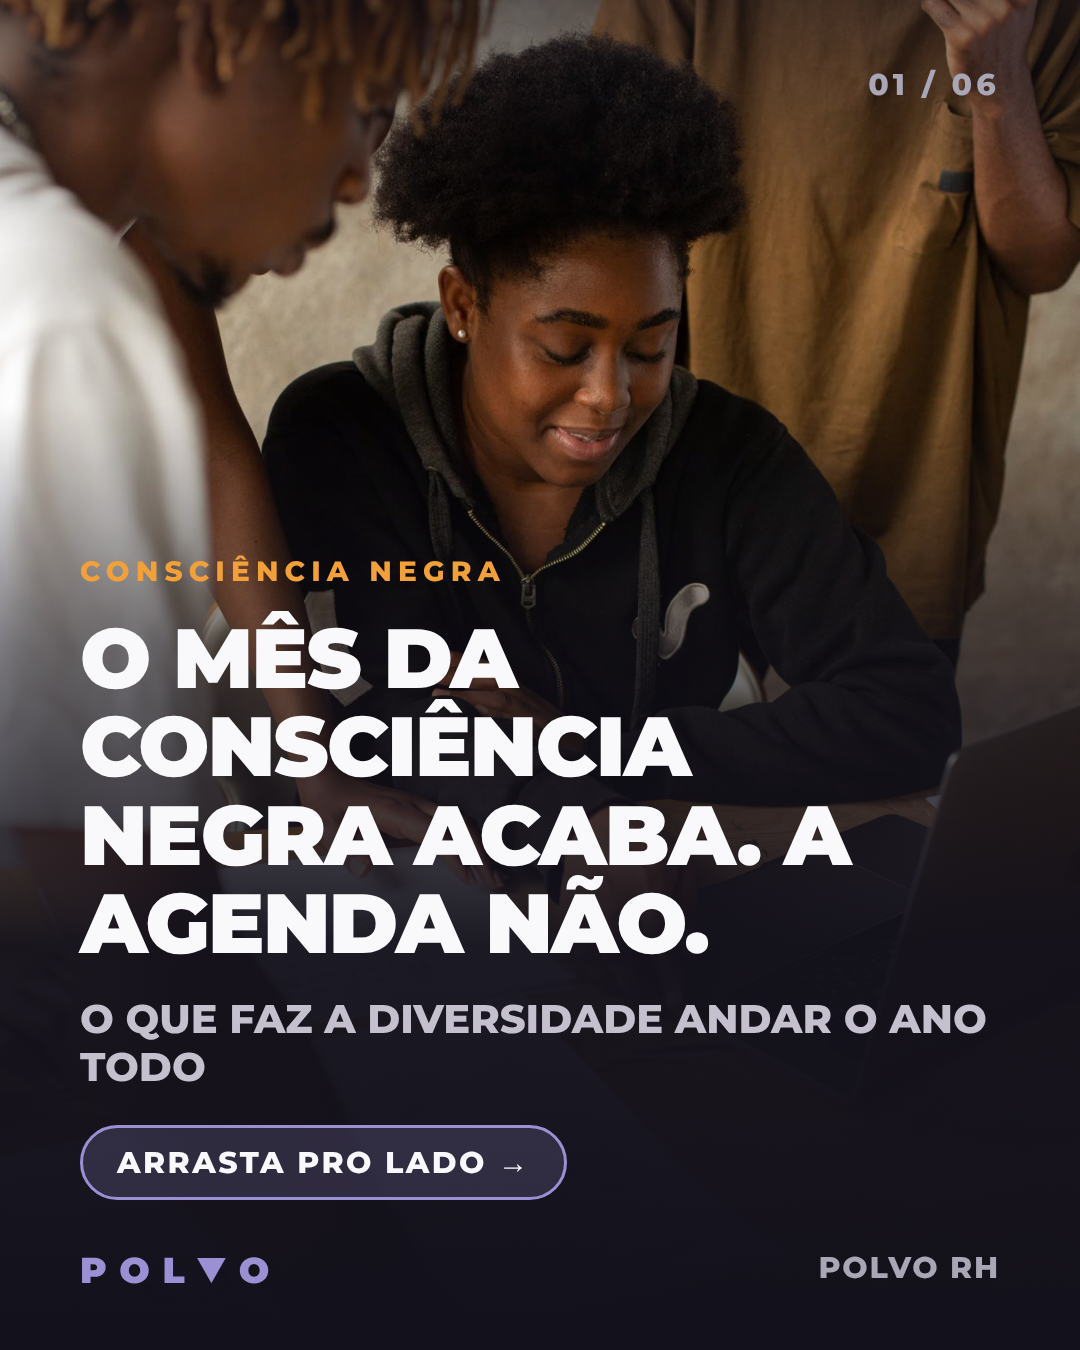 01 / 06
CONSCIÊNCIA NEGRA
O MÊS DA
CONSCIÊNCIA
NEGRA ACABA. A
AGENDA NÃO.
O QUE FAZ A DIVERSIDADE ANDAR O ANO
TODO
ARRASTA PRO LADO →
POLVO
POLVO RH